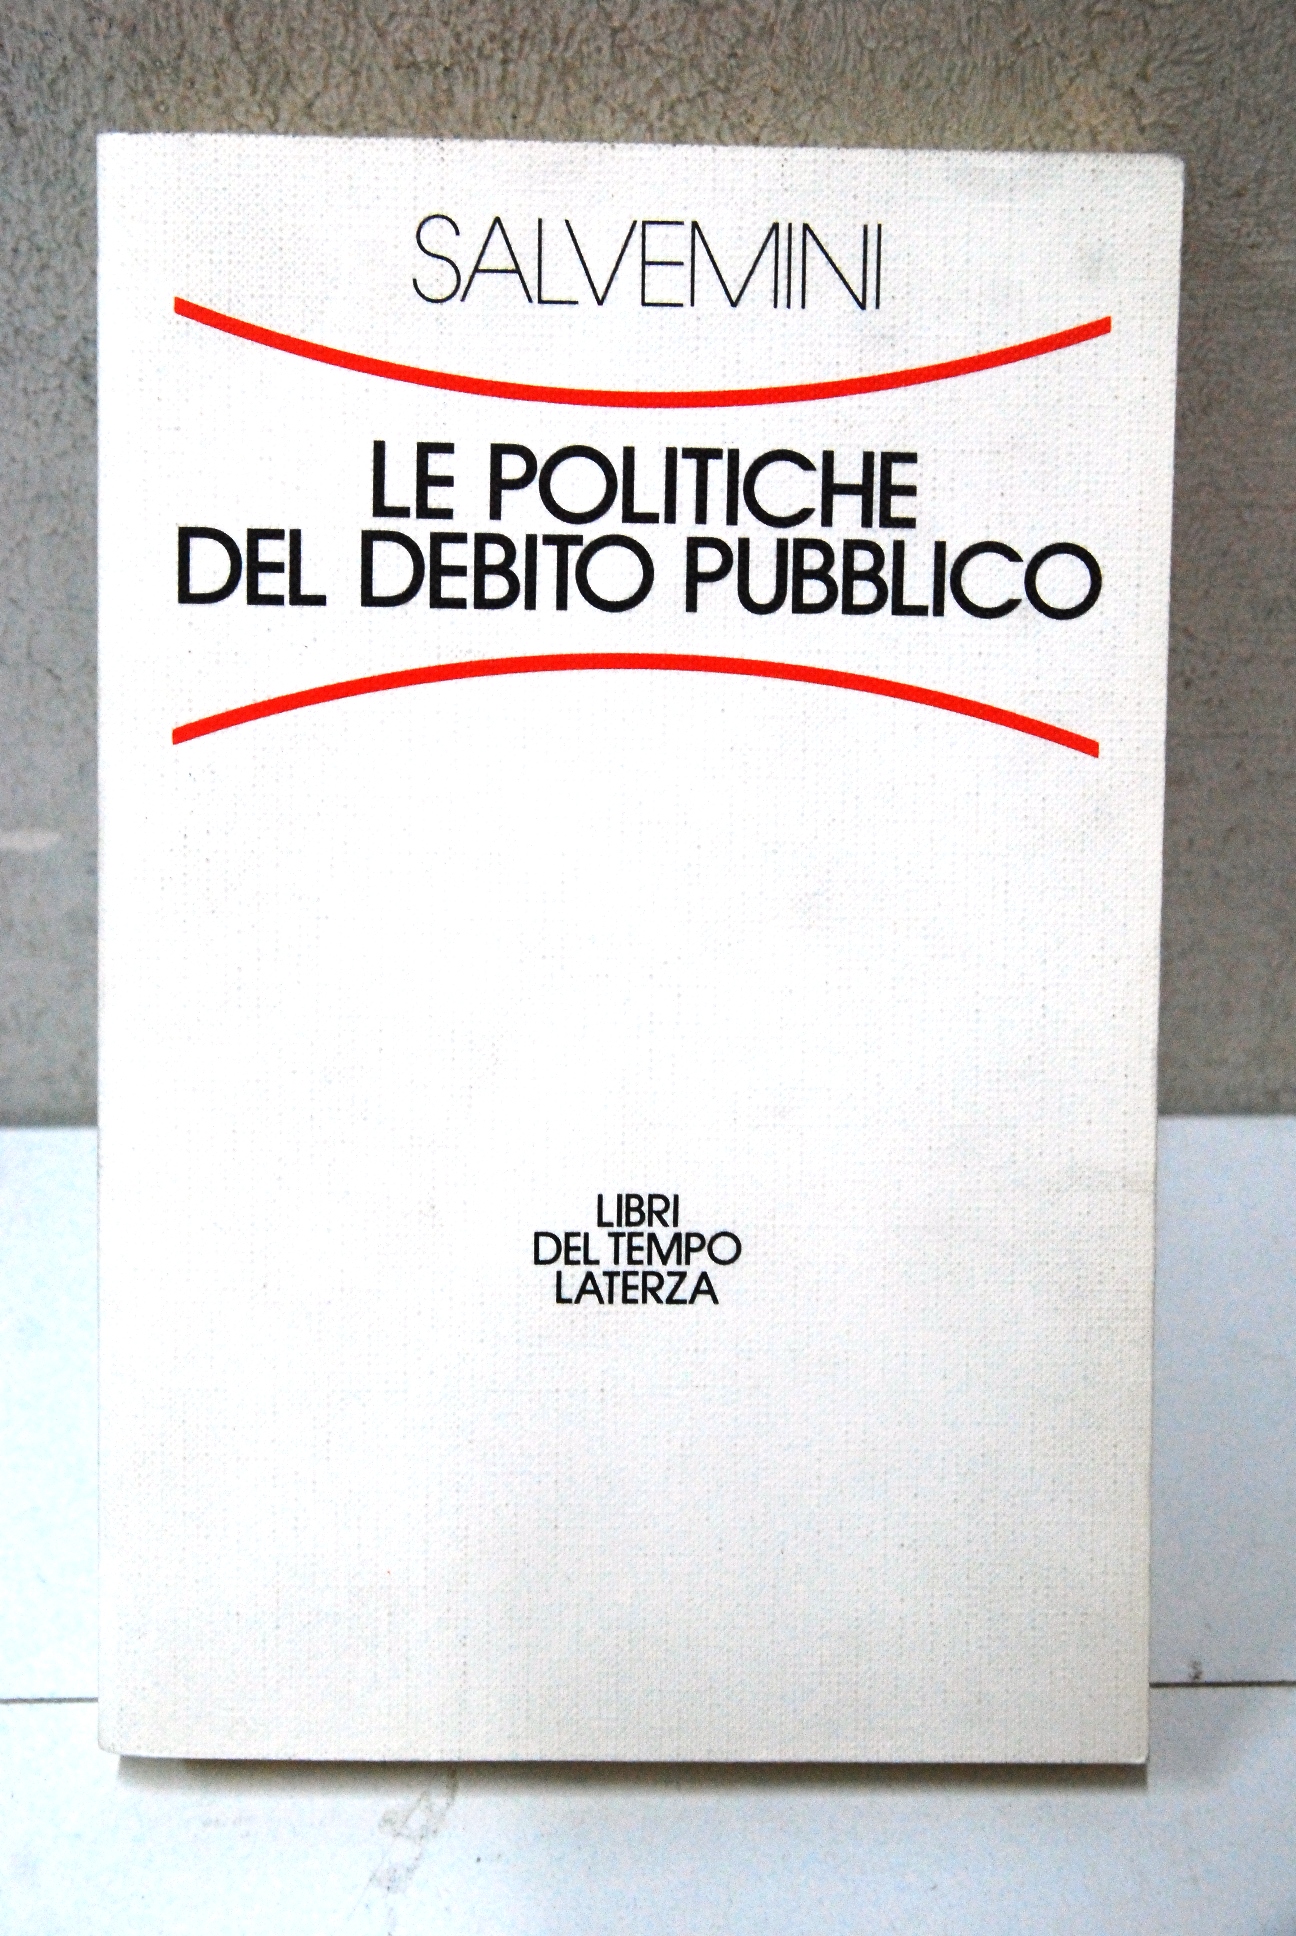 SALVEMINI
LE POLITICHE
DEL DEBITO PUBBLICO
LIBRI
DEL TEMPO
LATERZA